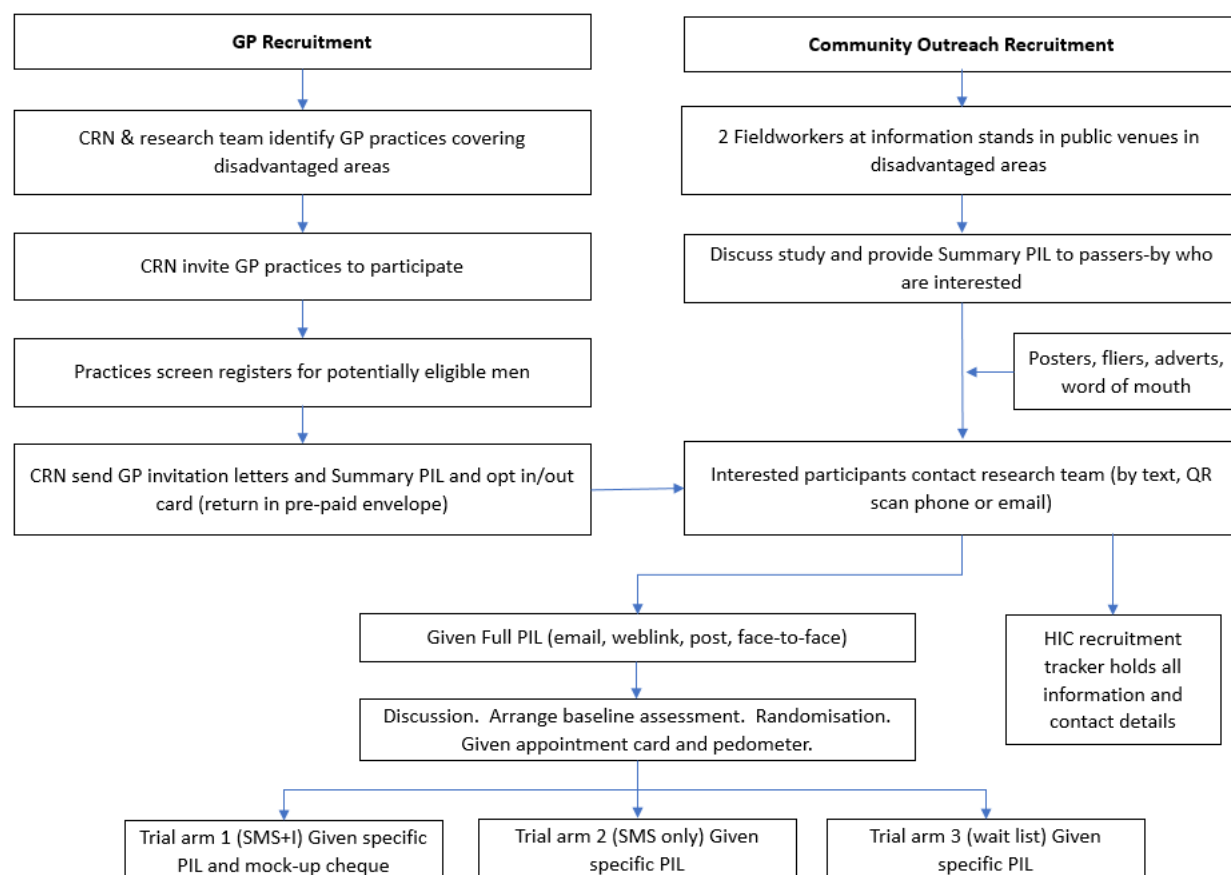 GP Recruitment
CRN & research team identify GP practices covering
disadvantaged areas
CRN invite GP practices to participate
Practices screen registers for potentially eligible men
CRN send GP invitation letters and Summary PIL and opt in/out
card (return in pre-paid envelope)
Community Outreach Recruitment
2 Fieldworkers at information stands in public venues in
disadvantaged areas
Discuss study and provide Summary PIL to passers-by who
are interested
Posters, fliers, adverts,
word of mouth
Interested participants contact research team (by text, QR
scan phone or email)
Given Full PIL (email, weblink, post, face-to-face)
HIC recruitment
tracker holds all
information and
contact details
Discussion. Arrange baseline assessment. Randomisation.
Given appointment card and pedometer.
Trial arm 1 (SMS+I) Given specific
PIL and mock-up cheque
Trial arm 2 (SMS only) Given
specific PIL
Trial arm 3 (wait list) Given
specific PIL